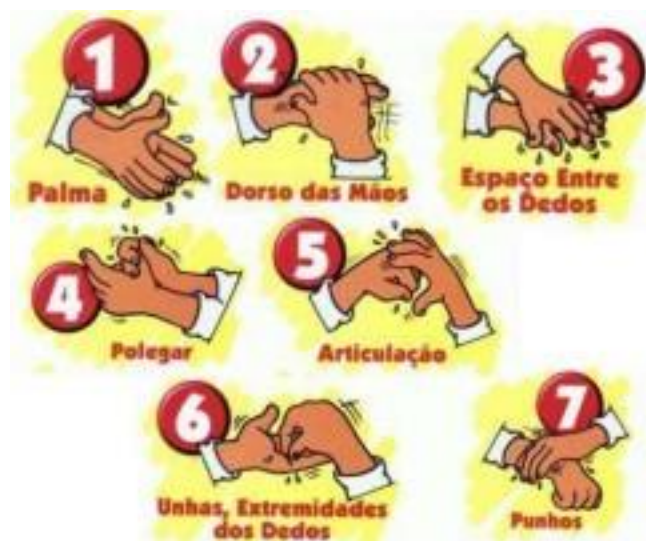 1
Palma
2
Dorso das Mãos
3
Espaço Entre
os Dedos
4
Polegar
5
Articulação
6
Unhas, Extremidades
dos Dedos
7
Punhos